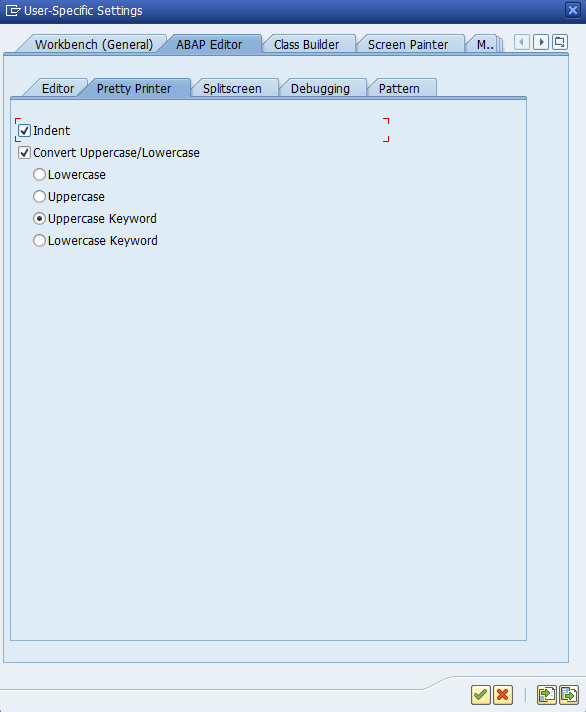 User-Specific Settings
Workbench (General) ABAP Editor Class Builder Screen Painter M..
Editor Pretty Printer Splitscreen Debugging Pattern
Indent
Convert Uppercase/Lowercase
Lowercase
Uppercase
Uppercase Keyword
Lowercase Keyword